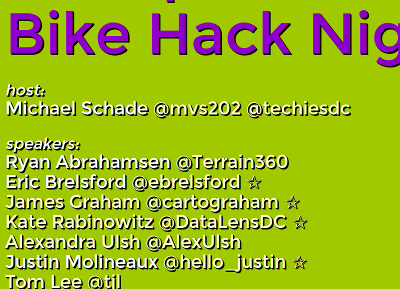 Bike Hack Nig
host:
Michael Schade @mvs202 @techiesdc
speakers:
Ryan Abrahamsen @Terrain360
Eric Brelsford @ebrelsford ☆
James Graham @cartograham ☆
Kate Rabinowitz @DataLensDC ☆
Alexandra Ulsh @AlexUlsh
Justin Molineaux @hello_justin ☆
Tom Lee @tjl